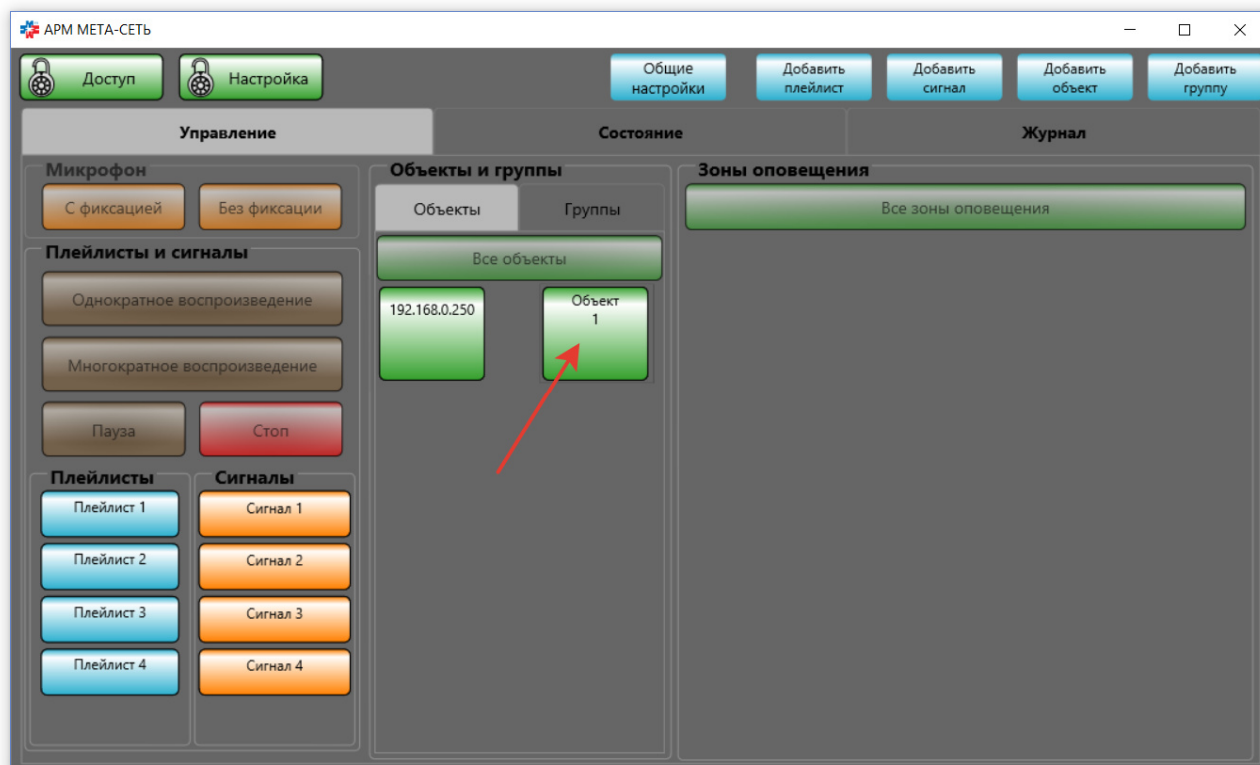 АРМ МЕТА-СЕТЬ
Доступ
Настройка
Общие
настройки
Добавить
плейлист
Добавить
сигнал
Добавить
объект
Добавить
группу
Управление
Состояние
Журнал
Микрофон
С фиксацией
Без фиксации
Плейлисты и сигналы
Однократное воспроизведение
Многократное воспроизведение
Пауза
Стоп
Плейлисты
Плейлист 1
Плейлист 2
Плейлист 3
Плейлист 4
Сигналы
Сигнал 1
Сигнал 2
Сигнал 3
Сигнал 4
Объекты и группы
Объекты
Группы
Все объекты
192.168.0.250
Объект
1
Зоны оповещения
Все зоны оповещения